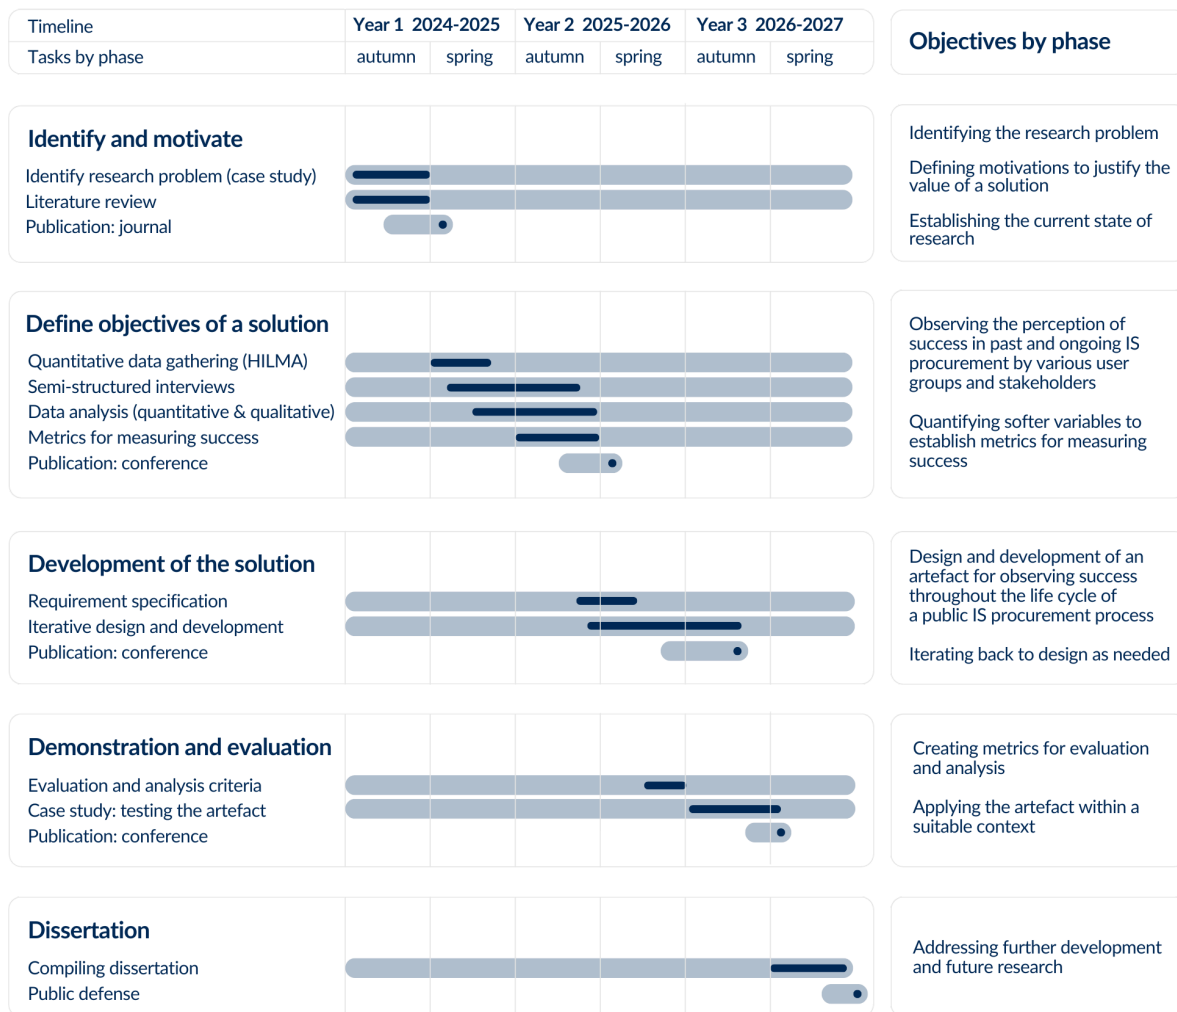 Timeline
Year 1 2024-2025
Year 2 2025-2026
Year 3 2026-2027
Objectives by phase
Tasks by phase
autumn
spring
autumn
spring
autumn
spring
Identify and motivate
Identify research problem (case study)
Literature review
Publication: journal
Identifying the research problem
Defining motivations to justify the
value of a solution
Establishing the current state of
research
Define objectives of a solution
Quantitative data gathering (HILMA)
Semi-structured interviews
Data analysis (quantitative & qualitative)
Metrics for measuring success
Publication: conference
Observing the perception of
success in past and ongoing IS
procurement by various user
groups and stakeholders
Quantifying softer variables to
establish metrics for measuring
success
Development of the solution
Requirement specification
Iterative design and development
Publication: conference
Design and development of an
artefact for observing success
throughout the life cycle of
a public IS procurement process
Iterating back to design as needed
Demonstration and evaluation
Evaluation and analysis criteria
Case study: testing the artefact
Publication: conference
Creating metrics for evaluation
and analysis
Applying the artefact within a
suitable context
Dissertation
Compiling dissertation
Public defense
Addressing further development
and future research